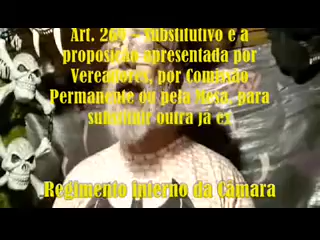 Art. 269 - Substitutivo é a
proposição apresentada por
Vereadores, por Comissão
Permanente ou pela Mesa, para
substituir outra já ex
Regimento interno da Câmara